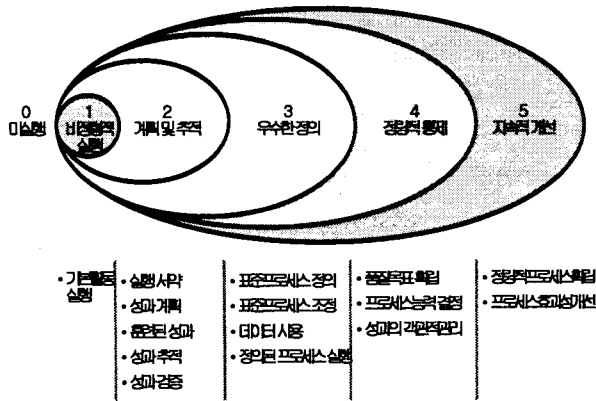 0
미실행
1
비정형적
실행
2
계획 및 추적
3
우수한 정의
4
정량적 통제
5
지속적 개선
• 기본활동
실행
• 실행 서약
• 성과 계획
• 훈련된 성과
• 성과 추적
• 성과 검증
• 표준프로세스 정의
• 표준프로세스 조정
• 데이터 사용
• 정의된 프로세스 실행
• 품질목표 확립
• 프로세스능력 결정
• 성과의 객관적관리
• 정량적프로세스확립
• 프로세스효과성개선